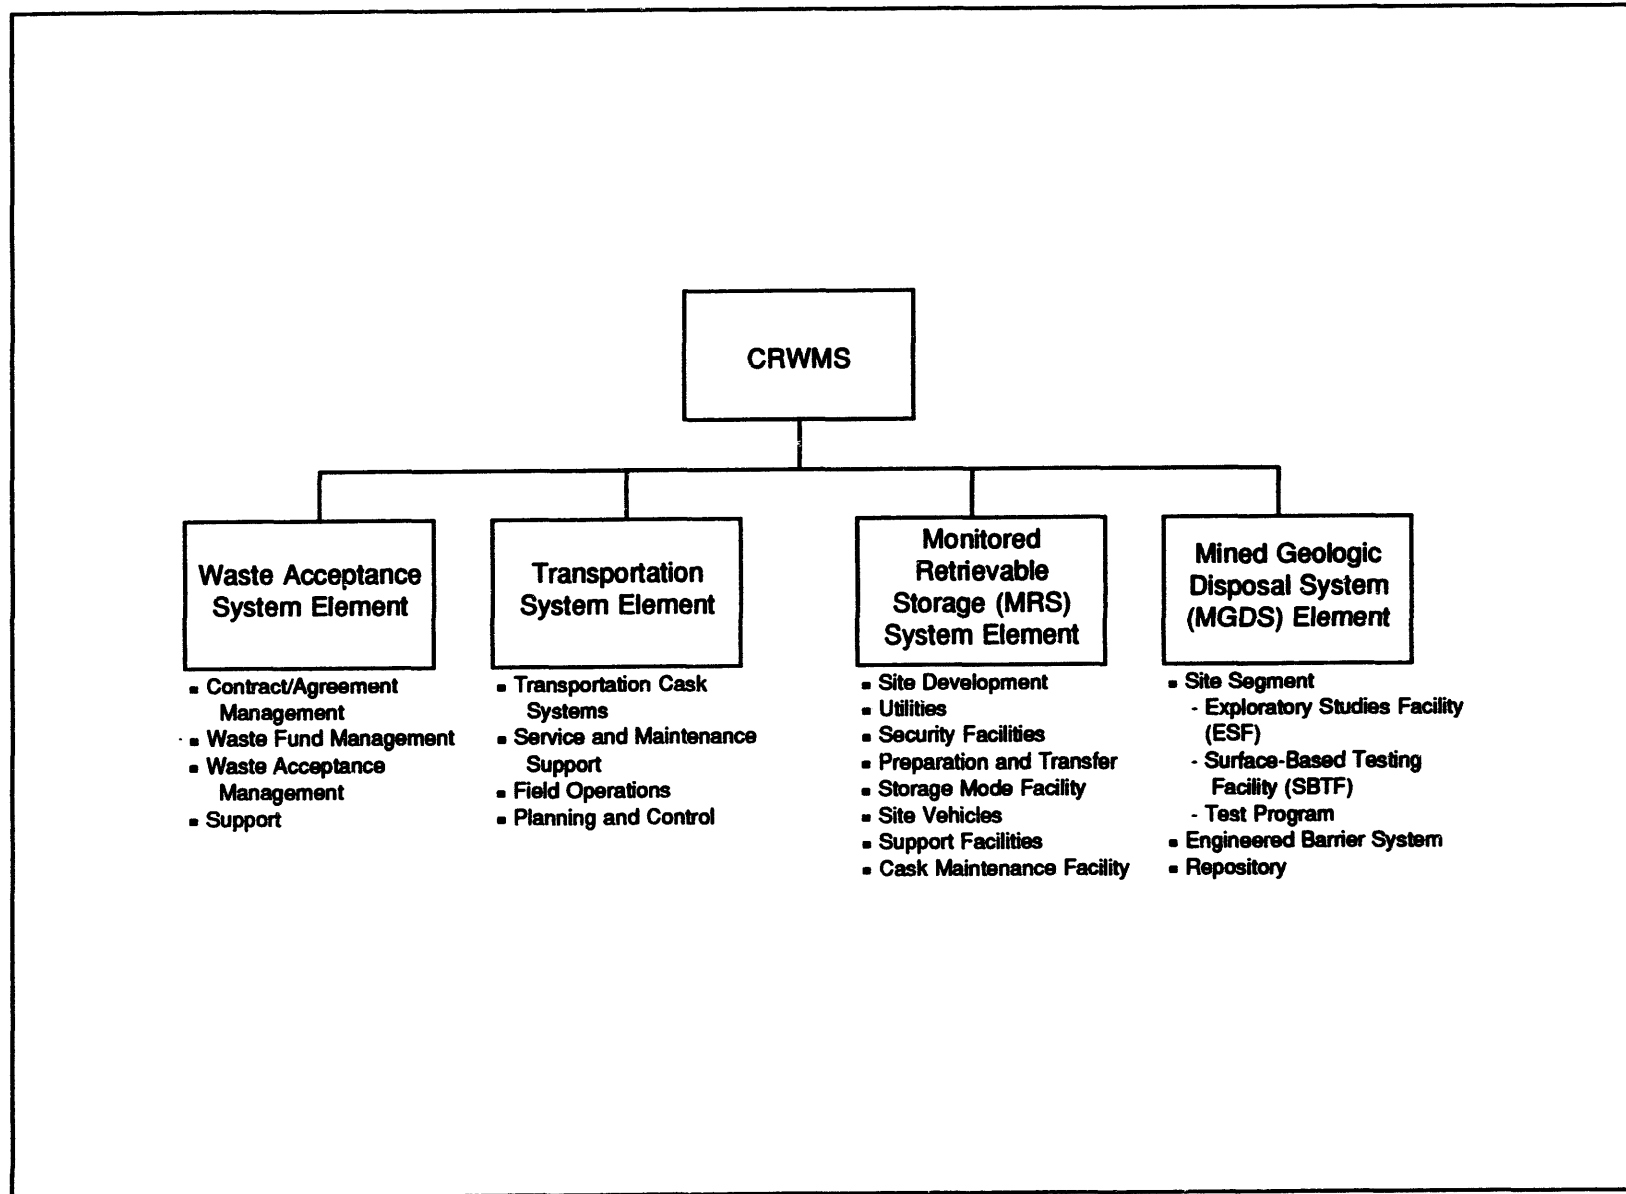 CRWMS
Waste Acceptance
System Element
▪ Contract/Agreement
Management
▪ Waste Fund Management
▪ Waste Acceptance
Management
▪ Support
Transportation
System Element
▪ Transportation Cask
Systems
▪ Service and Maintenance
Support
▪ Field Operations
▪ Planning and Control
Monitored
Retrievable
Storage (MRS)
System Element
▪ Site Development
▪ Utilities
▪ Security Facilities
▪ Preparation and Transfer
▪ Storage Mode Facility
▪ Site Vehicles
▪ Support Facilities
▪ Cask Maintenance Facility
Mined Geologic
Disposal System
(MGDS) Element
▪ Site Segment
- Exploratory Studies Facility
(ESF)
- Surface-Based Testing
Facility (SBTF)
- Test Program
▪ Engineered Barrier System
▪ Repository